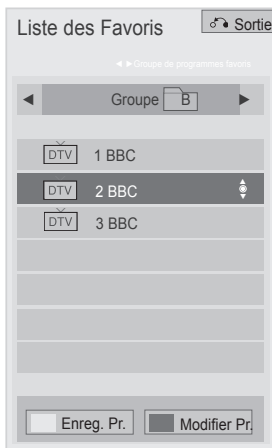 Liste des Favoris
Sortie
◄ ►Groupe de programmes favoris
◄ Groupe B ►
DTV 1 BBC
DTV 2 BBC
DTV 3 BBC
Enreg. Pr. Modifier Pr.